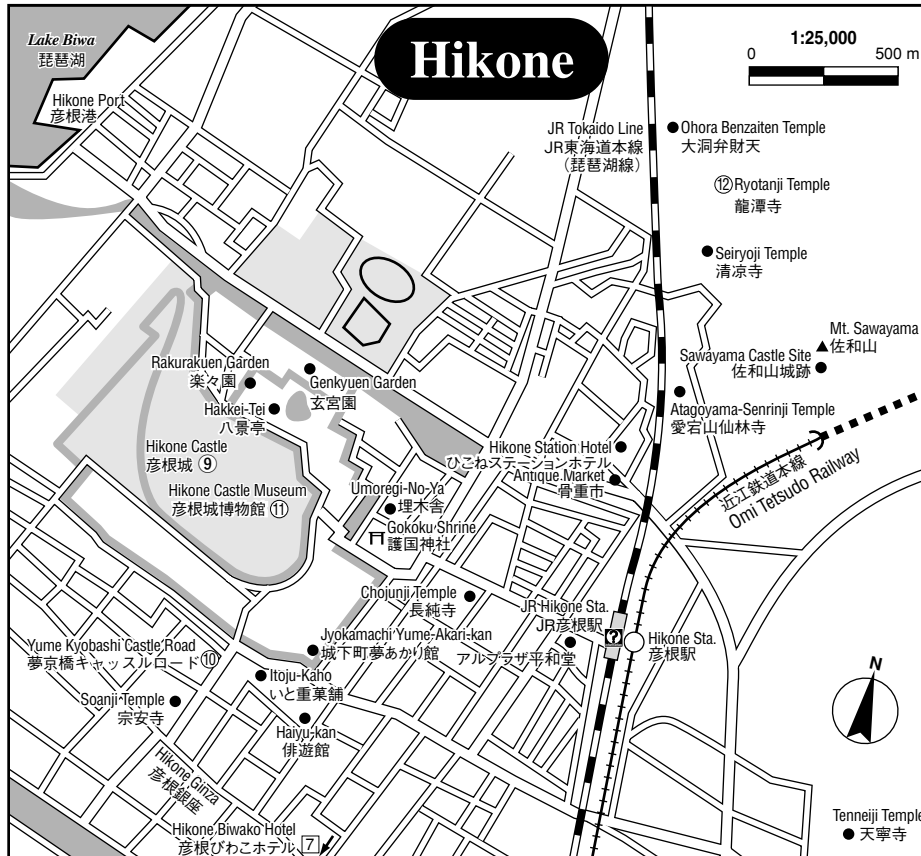 Lake Biwa
琵琶湖
Hikone Port
彦根港
Hikone
1:25,000
0 500 m
JR Tokaido Line
JR東海道本線
(琵琶湖線)
Ohora Benzaiten Temple
大洞弁財天
⑫Ryotanji Temple
龍潭寺
Seiryoji Temple
清凉寺
Mt. Sawayama
佐和山
Sawayama Castle Site
佐和山城跡
Atagoyama-Senrinji Temple
愛宕山仙林寺
Rakurakuen Garden
楽々園
Genkyuen Garden
玄宮園
Hakkei-Tei
八景亭
Hikone Castle
彦根城⑨
Hikone Castle Museum
彦根城博物館⑪
Umoregi-No-Ya
埋木舎
Gokoku Shrine
護国神社
Hikone Station Hotel
ひこねステーションホテル
Antique Market
骨重市
近江鉄道本線
Omi Tetsudo Railway
Chojunji Temple
長純寺
JR Hikone Sta.
JR彦根駅
アルプラザ平和堂
?
Hikone Sta.
彦根駅
Yume Kyobashi Castle Road
夢京橋キャッスルロード⑩
Jyokamachi Yume-Akari-kan
城下町夢あかり館
Itoju-Kaho
いと重菓舗
Soanji Temple
宗安寺
Haiyu-kan
俳遊館
Hikone Ginza
彦根銀座
Hikone Biwako Hotel
彦根びわこホテル 7
N
Tenneiji Temple
天寧寺